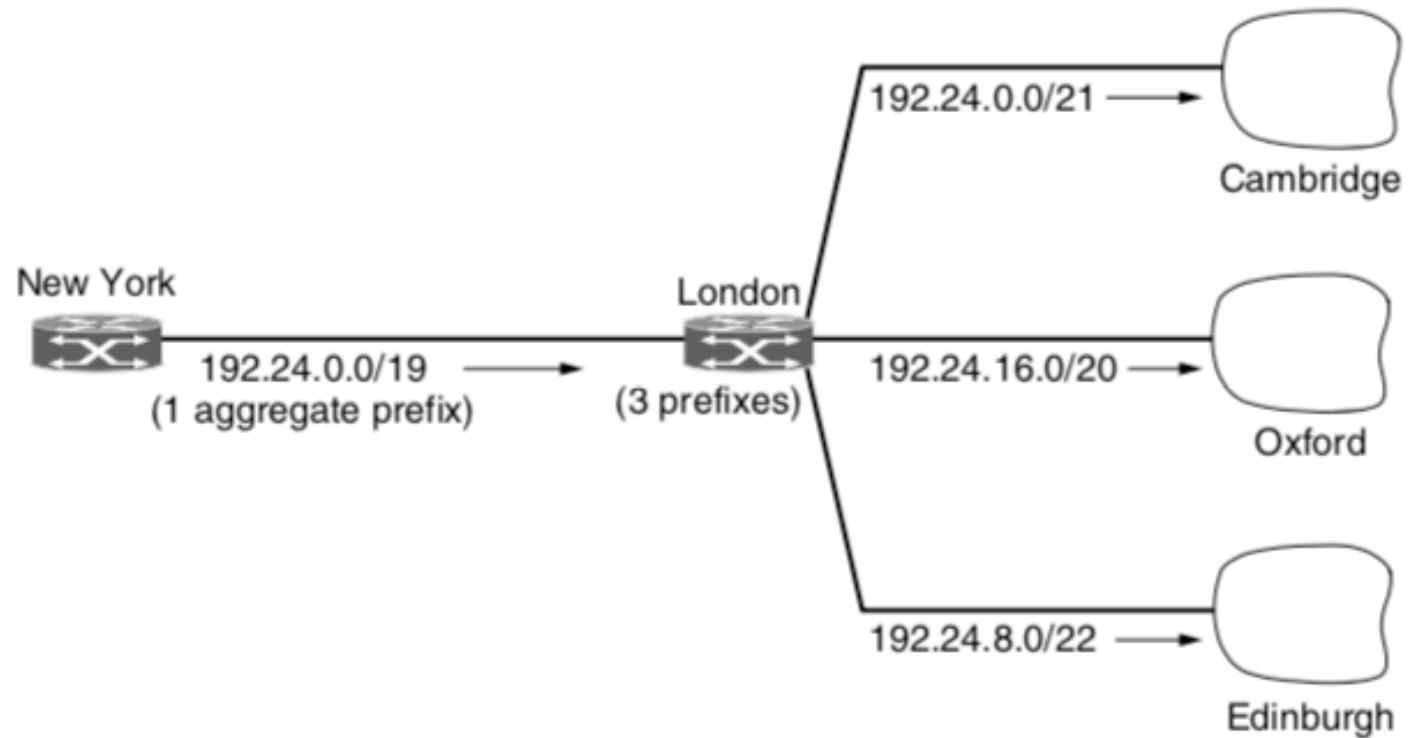 192.24.0.0/21
Cambridge
New York
192.24.0.0/19
(1 aggregate prefix)
London
(3 prefixes)
192.24.16.0/20
Oxford
192.24.8.0/22
Edinburgh